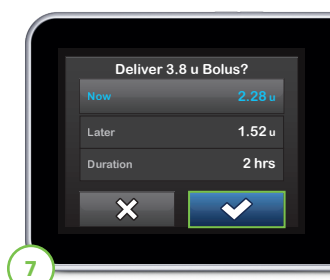 Deliver 3.8 u Bolus?
Now 2.28 u
Later 1.52 u
Duration 2 hrs
7